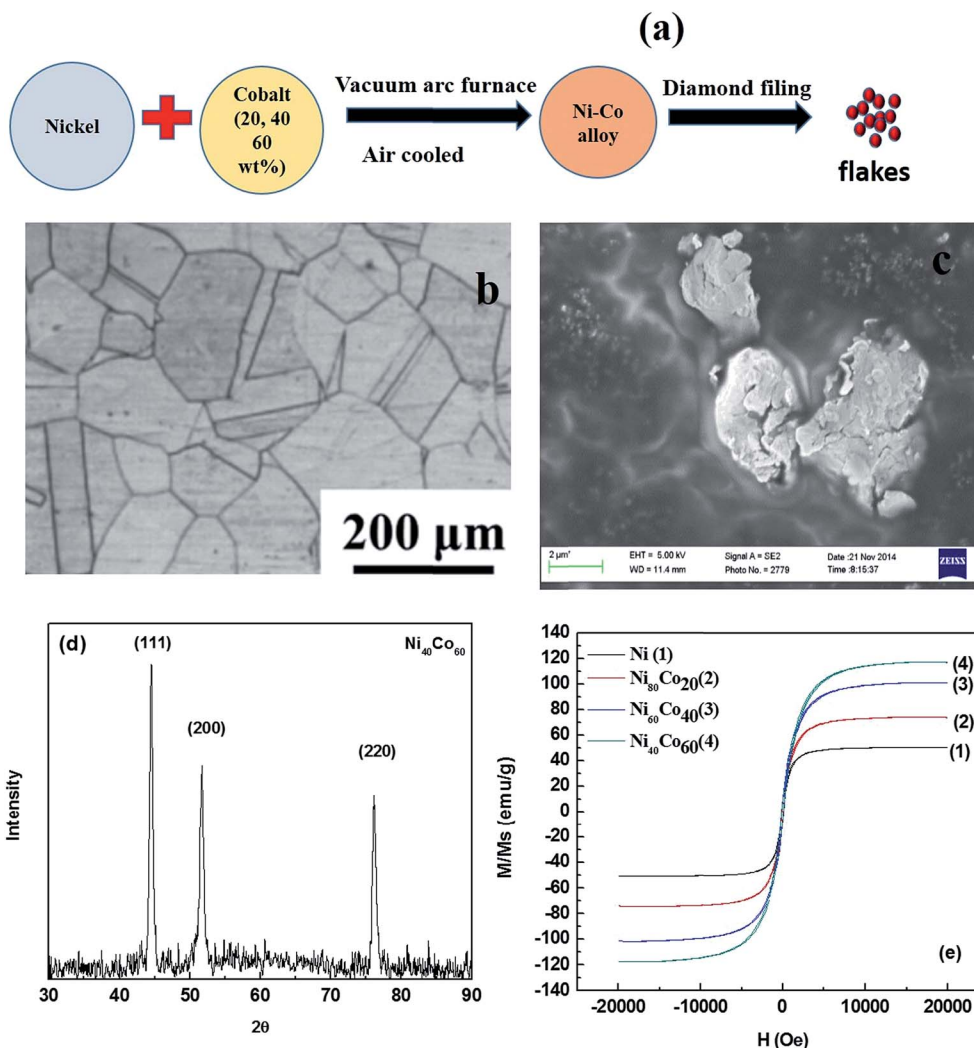 (a)
Nickel
Cobalt
(20, 40
60
wt%)
Vacuum arc furnace
Air cooled
Ni-Co
alloy
Diamond filing
flakes
b
200 µm
c
2 µm*
EHT = 5.00 kV
WD = 11.4 mm
Signal A = SE2
Photo No. = 2779
Date :21 Nov 2014
Time :8:15:37
ZEISS
(d)
Ni40Co60
(111)
(200)
(220)
Intensity
30 40 50 60 70 80 90
2θ
140
120
100
80
60
40
20
0
-20
-40
-60
-80
-100
-120
-140
M/Ms (emu/g)
Ni (1)
Ni80Co20(2)
Ni60Co40(3)
Ni40Co60(4)
(4)
(3)
(2)
(1)
(e)
-20000 -10000 0 10000 20000
H (Oe)